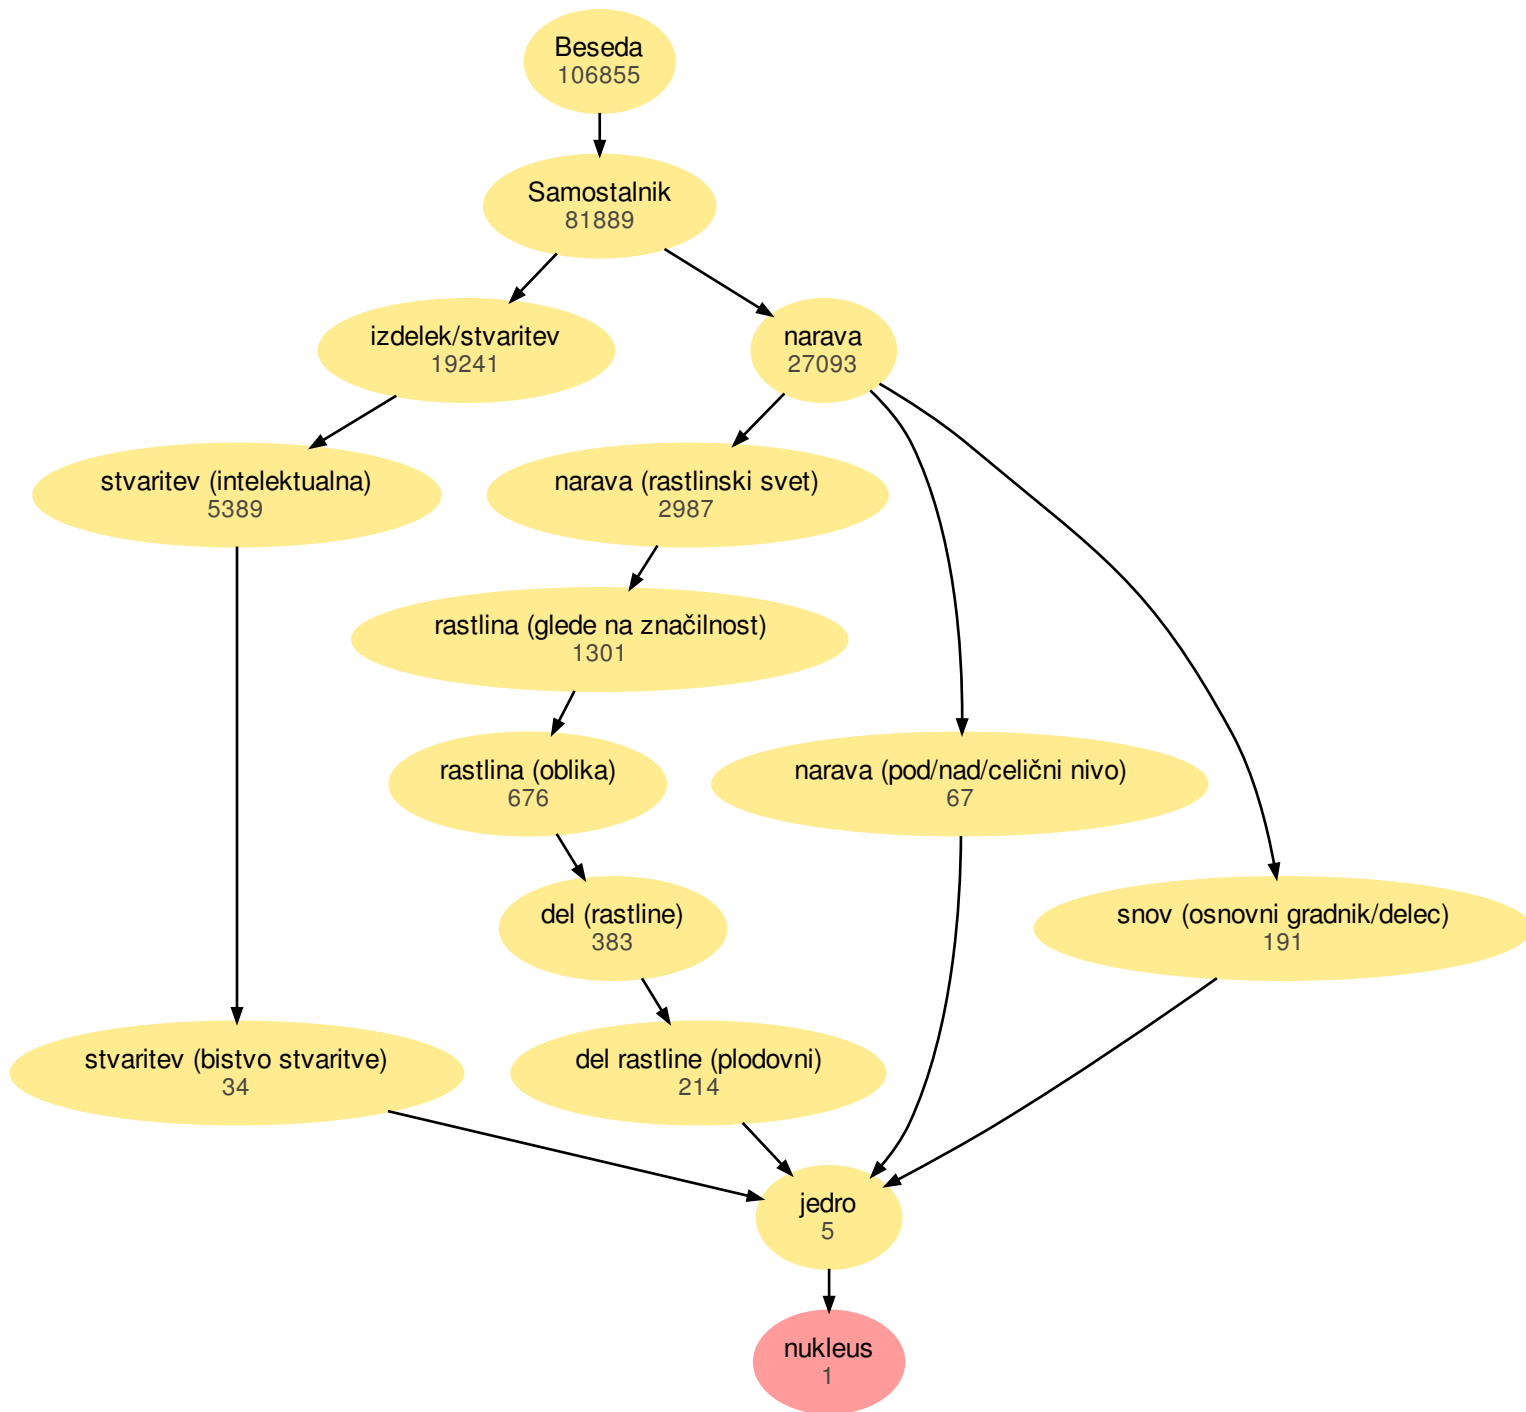 Beseda
106855
Samostalnik
81889
izdelek/stvaritev
19241
narava
27093
stvaritev (intelektualna)
5389
narava (rastlinski svet)
2987
rastlina (glede na značilnost)
1301
rastlina (oblika)
676
narava (pod/nad/celični nivo)
67
del (rastline)
383
snov (osnovni gradnik/delec)
191
stvaritev (bistvo stvaritve)
34
del rastline (plodovni)
214
jedro
5
nukleus
1